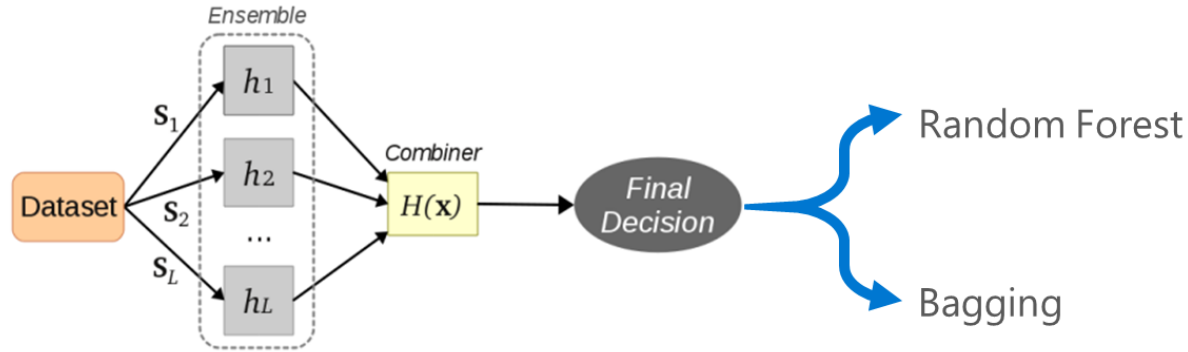 Ensemble
h1
S1
h2
Combiner
Dataset
S2
H(x)
Final
Decision
...
SL
hL
Random Forest
Bagging